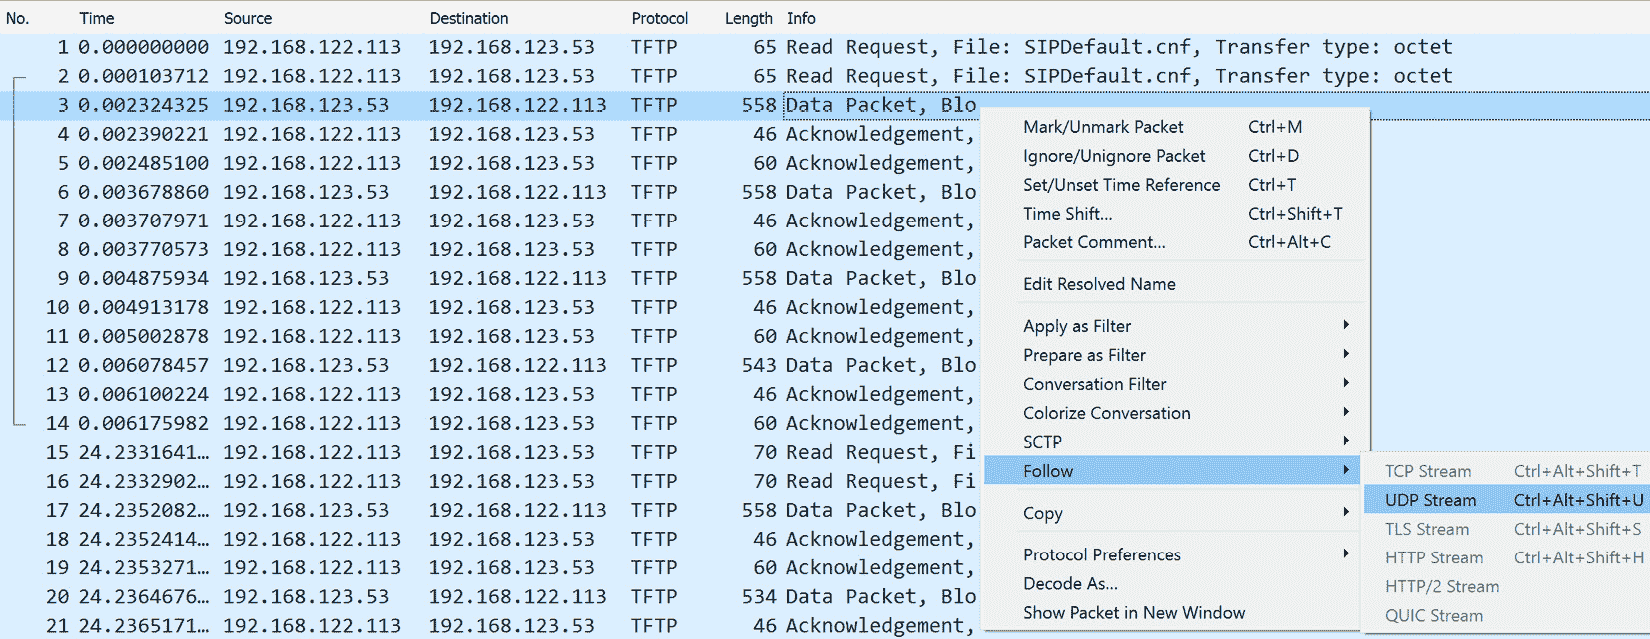 No. Time Source Destination Protocol Length Info
1 0.000000000 192.168.122.113 192.168.123.53 TFTP 65 Read Request, File: SIPDefault.cnf, Transfer type: octet
2 0.000103712 192.168.122.113 192.168.123.53 TFTP 65 Read Request, File: SIPDefault.cnf, Transfer type: octet
3 0.002324325 192.168.123.53 192.168.122.113 TFTP 558 Data Packet, Blo
4 0.002390221 192.168.122.113 192.168.123.53 TFTP 46 Acknowledgement,
5 0.002485100 192.168.122.113 192.168.123.53 TFTP 60 Acknowledgement,
6 0.003678860 192.168.123.53 192.168.122.113 TFTP 558 Data Packet, Blo
7 0.003707971 192.168.122.113 192.168.123.53 TFTP 46 Acknowledgement,
8 0.003770573 192.168.122.113 192.168.123.53 TFTP 60 Acknowledgement,
9 0.004875934 192.168.123.53 192.168.122.113 TFTP 558 Data Packet, Blo
10 0.004913178 192.168.122.113 192.168.123.53 TFTP 46 Acknowledgement,
11 0.005002878 192.168.122.113 192.168.123.53 TFTP 60 Acknowledgement,
12 0.006078457 192.168.123.53 192.168.122.113 TFTP 543 Data Packet, Blo
13 0.006100224 192.168.122.113 192.168.123.53 TFTP 46 Acknowledgement,
14 0.006175982 192.168.122.113 192.168.123.53 TFTP 60 Acknowledgement,
15 24.2331641… 192.168.122.113 192.168.123.53 TFTP 70 Read Request, Fi
16 24.2332902… 192.168.122.113 192.168.123.53 TFTP 70 Read Request, Fi
17 24.2352082… 192.168.123.53 192.168.122.113 TFTP 558 Data Packet, Blo
18 24.2352414… 192.168.122.113 192.168.123.53 TFTP 46 Acknowledgement,
19 24.2353271… 192.168.122.113 192.168.123.53 TFTP 60 Acknowledgement,
20 24.2364676… 192.168.123.53 192.168.122.113 TFTP 534 Data Packet, Blo
21 24.2365171… 192.168.122.113 192.168.123.53 TFTP 46 Acknowledgement,
Mark/Unmark Packet Ctrl+M
Ignore/Unignore Packet Ctrl+D
Set/Unset Time Reference Ctrl+T
Time Shift... Ctrl+Shift+T
Packet Comment... Ctrl+Alt+C
Edit Resolved Name
Apply as Filter
Prepare as Filter
Conversation Filter
Colorize Conversation
SCTP
Follow
Copy
Protocol Preferences
Decode As...
Show Packet in New Window
TCP Stream Ctrl+Alt+Shift+T
UDP Stream Ctrl+Alt+Shift+U
TLS Stream Ctrl+Alt+Shift+S
HTTP Stream Ctrl+Alt+Shift+H
HTTP/2 Stream
QUIC Stream